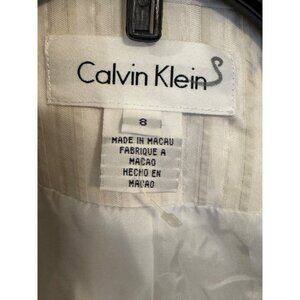 Calvin Klein S
8
MADE IN MACAU
FABRIQUE A
MACAO
HECHO EN
MACAO